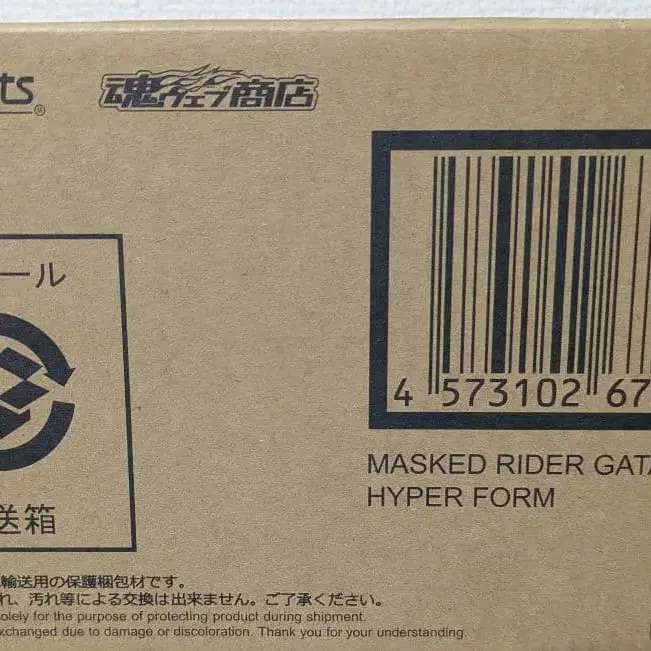 ts®
魂ウェブ商店
ール
4 573102 67
送箱
MASKED RIDER GATA
HYPER FORM
輸送用の保護梱包材です。
れ、汚れ等による交換は出来ません。ご了承ください。
olely for the purpose of protecting product during shipment.
xchanged due to damage or discoloration. Thank you for your understanding.